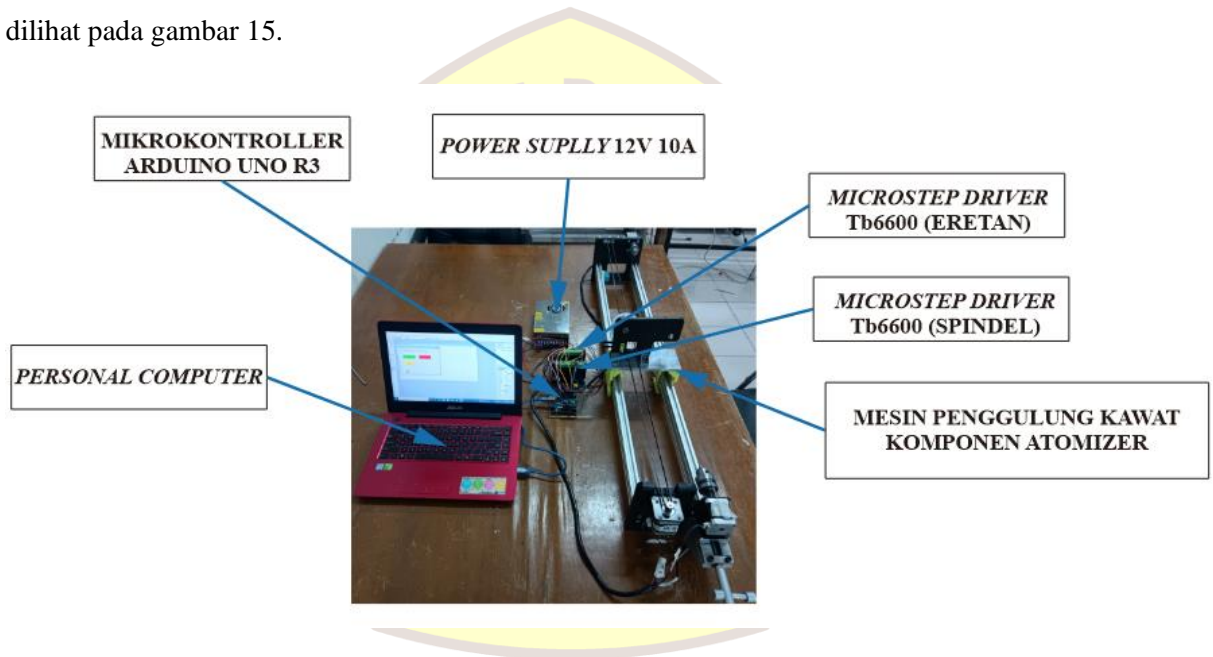 dilihat pada gambar 15.
MIKROKONTROLLER
ARDUINO UNO R3
POWER SUPLLY 12V 10A
MICROSTEP DRIVER
Tb6600 (ERETAN)
MICROSTEP DRIVER
Tb6600 (SPINDEL)
PERSONAL COMPUTER
MESIN PENGGULUNG KAWAT
KOMPONEN ATOMIZER